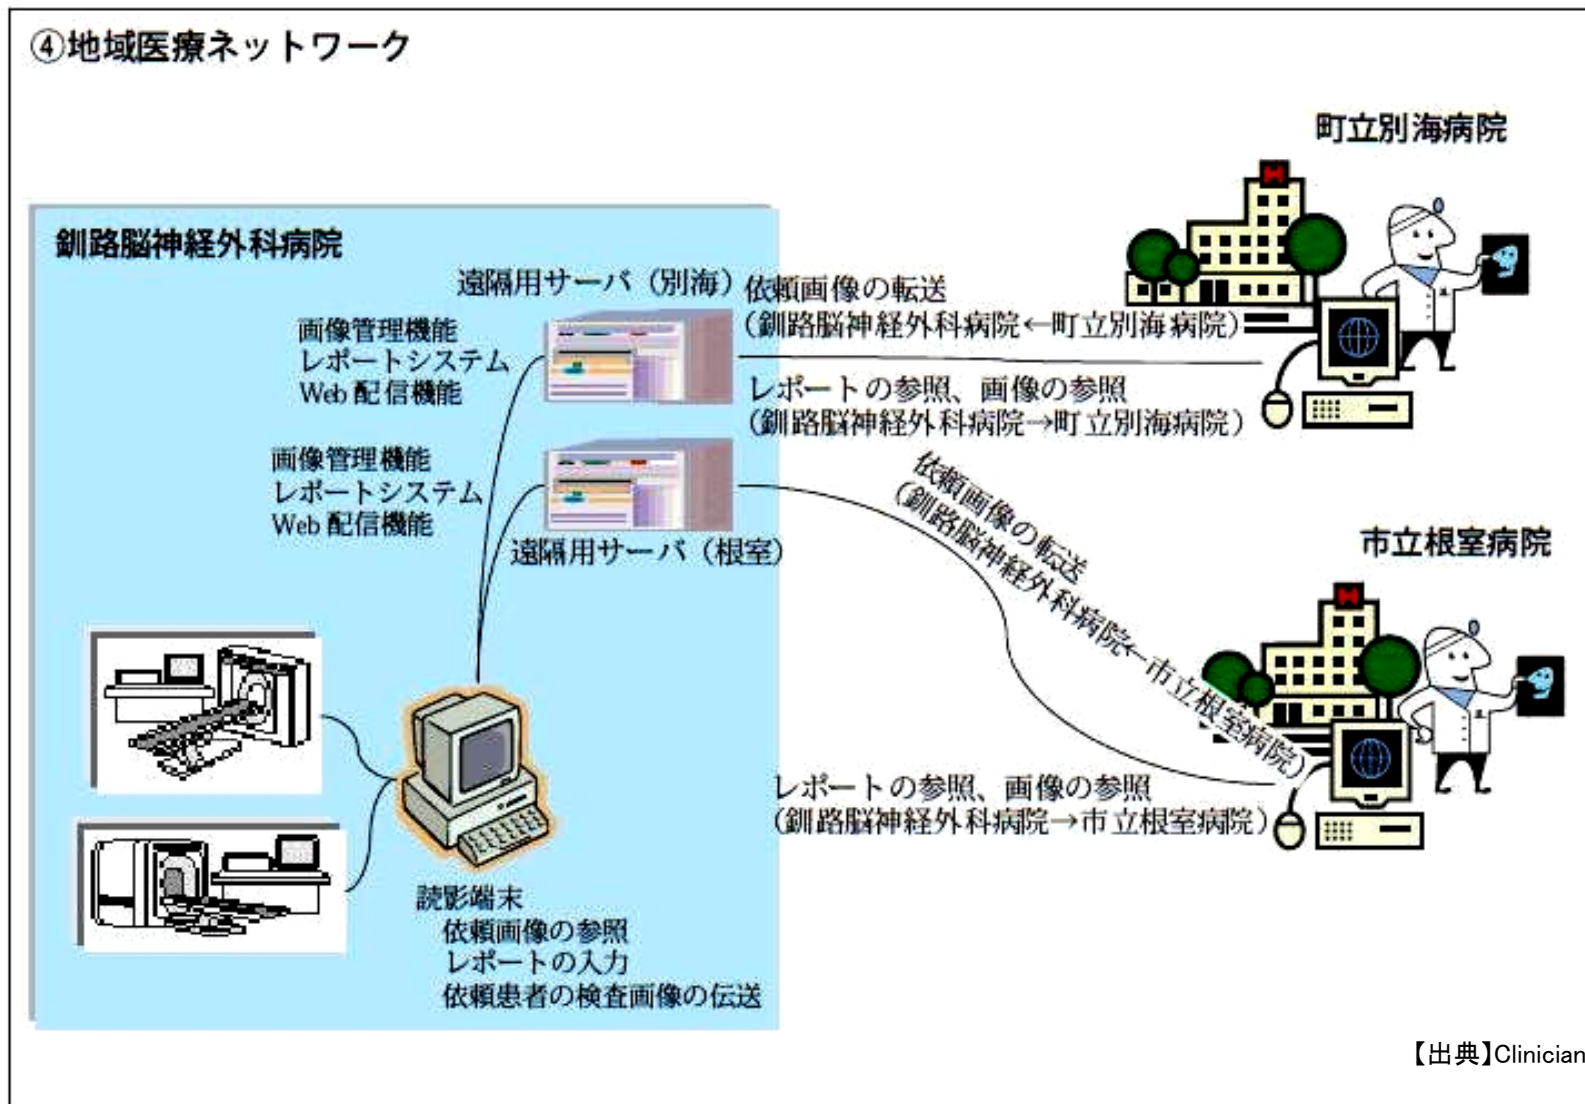 ④地域医療ネットワーク
町立別海病院
釧路脳神経外科病院
遠隔用サーバ（別海）
依頼画像の転送
（釧路脳神経外科病院←町立別海病院）
画像管理機能
レポートシステム
Web 配信機能
レポートの参照、画像の参照
（釧路脳神経外科病院→町立別海病院）
画像管理機能
レポートシステム
Web 配信機能
遠隔用サーバ（根室）
依頼画像の転送
（釧路脳神経外科病院←市立根室病院）
市立根室病院
レポートの参照、画像の参照
（釧路脳神経外科病院→市立根室病院）
読影端末
依頼画像の参照
レポートの入力
依頼患者の検査画像の伝送
【出典】Clinician